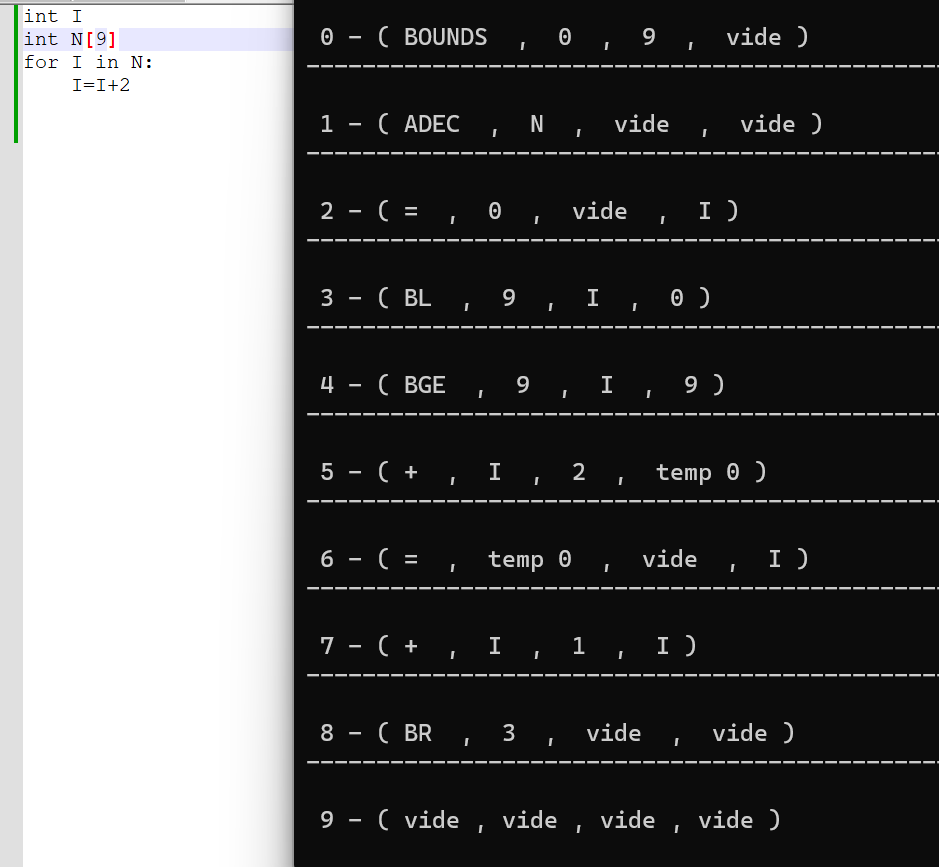 int I
int N[9]
for I in N:
    I=I+2
0 - ( BOUNDS  ,  0  ,  9  ,  vide )
1 - ( ADEC  ,  N  ,  vide  ,  vide )
2 - ( =  ,  0  ,  vide  ,  I )
3 - ( BL  ,  9  ,  I  ,  0 )
4 - ( BGE  ,  9  ,  I  ,  9 )
5 - ( +  ,  I  ,  2  ,  temp 0 )
6 - ( =  ,  temp 0  ,  vide  ,  I )
7 - ( +  ,  I  ,  1  ,  I )
8 - ( BR  ,  3  ,  vide  ,  vide )
9 - ( vide , vide , vide , vide )